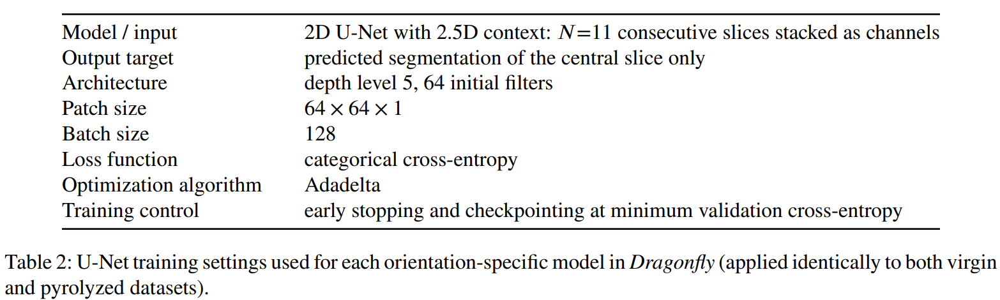 Model / input 2D U-Net with 2.5D context: N=11 consecutive slices stacked as channels
Output target predicted segmentation of the central slice only
Architecture depth level 5, 64 initial filters
Patch size 64 × 64 × 1
Batch size 128
Loss function categorical cross-entropy
Optimization algorithm Adadelta
Training control early stopping and checkpointing at minimum validation cross-entropy
Table 2: U-Net training settings used for each orientation-specific model in Dragonfly (applied identically to both virgin
and pyrolyzed datasets).